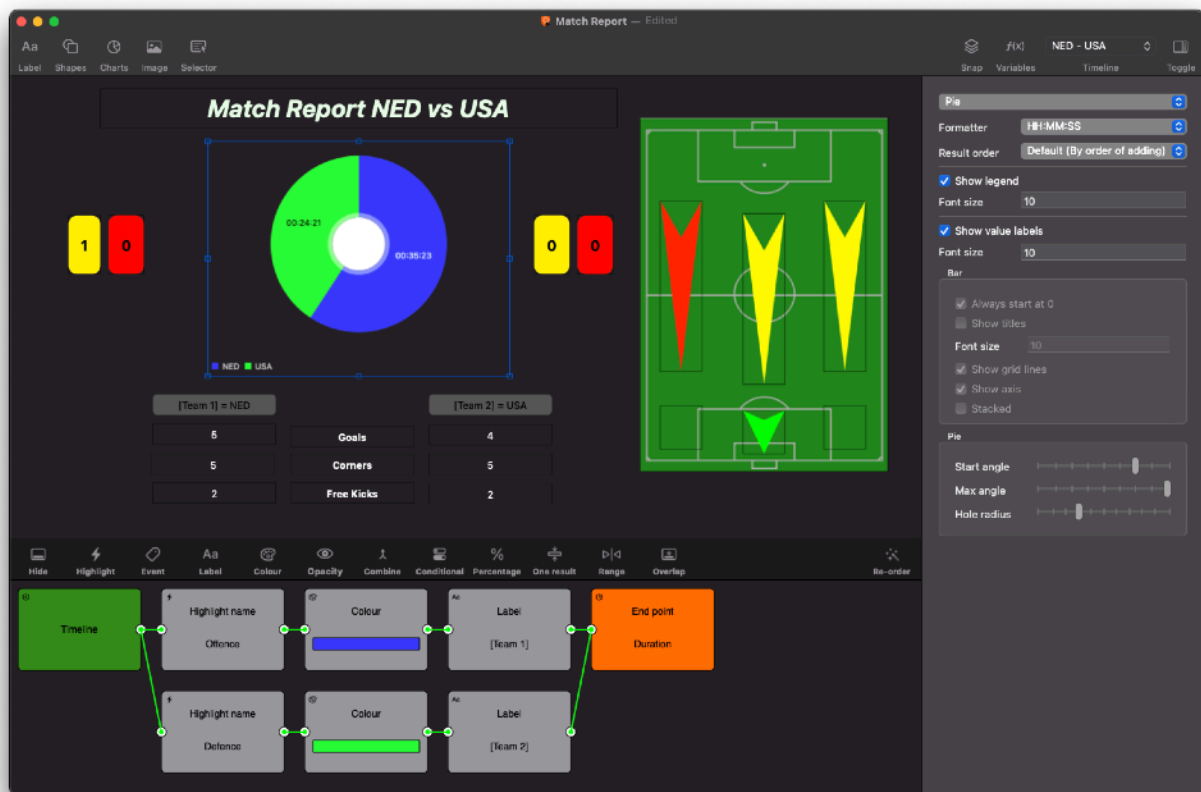 Match Report — Edited
Aa
Label
Shapes
Charts
Image
Selector
Snap
f(x)
Variables
NED - USA
Timeline
Toggle
Match Report NED vs USA
1
0
00:24:21
00:35:23
0
0
NED
USA
[Team 1] = NED
[Team 2] = USA
5
Goals
4
5
Corners
5
2
Free Kicks
2
Pie
Formatter
HH:MM:SS
Result order
Default (By order of adding)
Show legend
Font size
10
Show value labels
Font size
10
Bar
Always start at 0
Show titles
Font size
10
Show grid lines
Show axis
Stacked
Pie
Start angle
Max angle
Hole radius
Hide
Highlight
Event
Aa
Label
Colour
Opacity
Combine
Conditional
%
Percentage
One result
Range
Overlap
Re-order
Timeline
Highlight name
Offence
Colour
Aa
Label
[Team 1]
End point
Duration
Highlight name
Defence
Colour
Aa
Label
[Team 2]